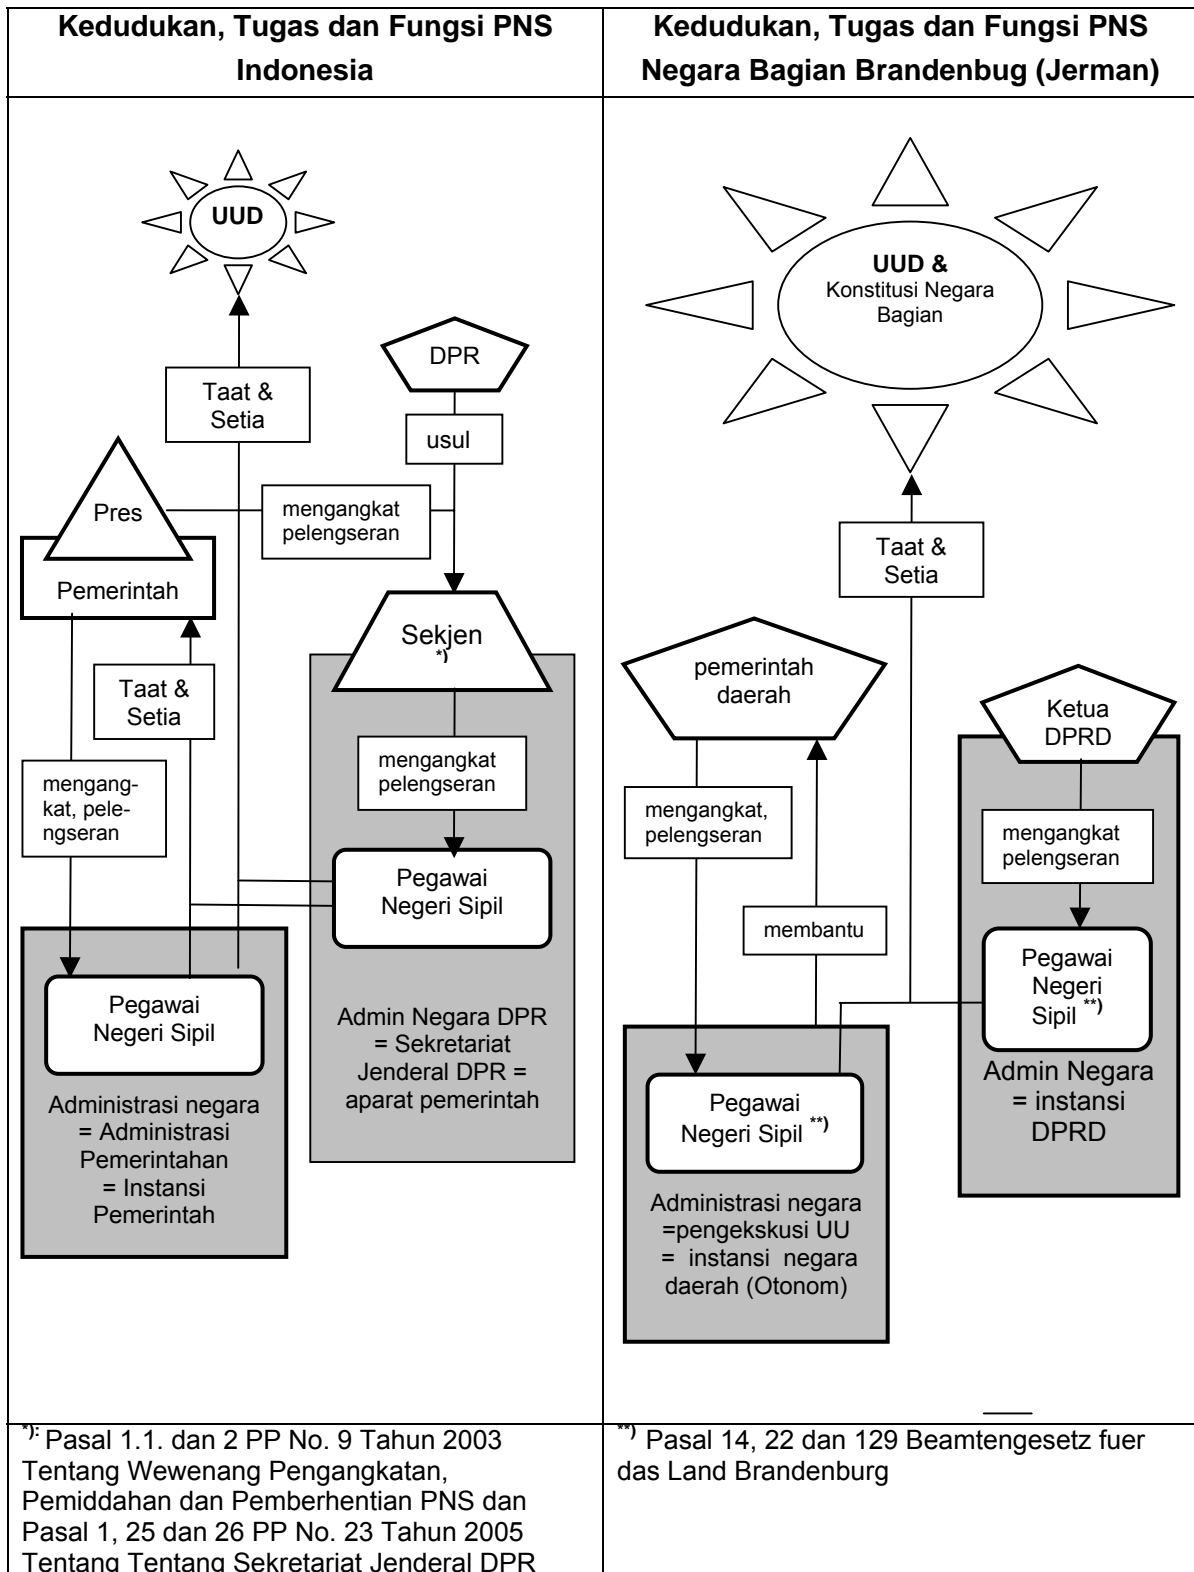 Kedudukan, Tugas dan Fungsi PNS
Indonesia
UUD
DPR
Taat &
Setia
usul
Pres
mengangkat
pelengseran
Pemerintah
Sekjen
*)
Taat &
Setia
mengangkat
pelengseran
mengang-
kat, pele-
ngseran
Pegawai
Negeri Sipil
Pegawai
Negeri Sipil
Admin Negara DPR
= Sekretariat
Jenderal DPR =
aparat pemerintah
Administrasi negara
= Administrasi
Pemerintahan
= Instansi
Pemerintah
*): Pasal 1.1. dan 2 PP No. 9 Tahun 2003
Tentang Wewenang Pengangkatan,
Pemiddahan dan Pemberhentian PNS dan
Pasal 1, 25 dan 26 PP No. 23 Tahun 2005
Tentang Tentang Sekretariat Jenderal DPR
Kedudukan, Tugas dan Fungsi PNS
Negara Bagian Brandenbug (Jerman)
UUD &
Konstitusi Negara
Bagian
Taat &
Setia
pemerintah
daerah
Ketua
DPRD
mengangkat,
pelengseran
mengangkat
pelengseran
membantu
Pegawai
Negeri
Sipil **)
Admin Negara
= instansi
DPRD
Pegawai
Negeri Sipil **)
Administrasi negara
=pengekskusi UU
= instansi negara
daerah (Otonom)
**) Pasal 14, 22 dan 129 Beamtengesetz fuer
das Land Brandenburg